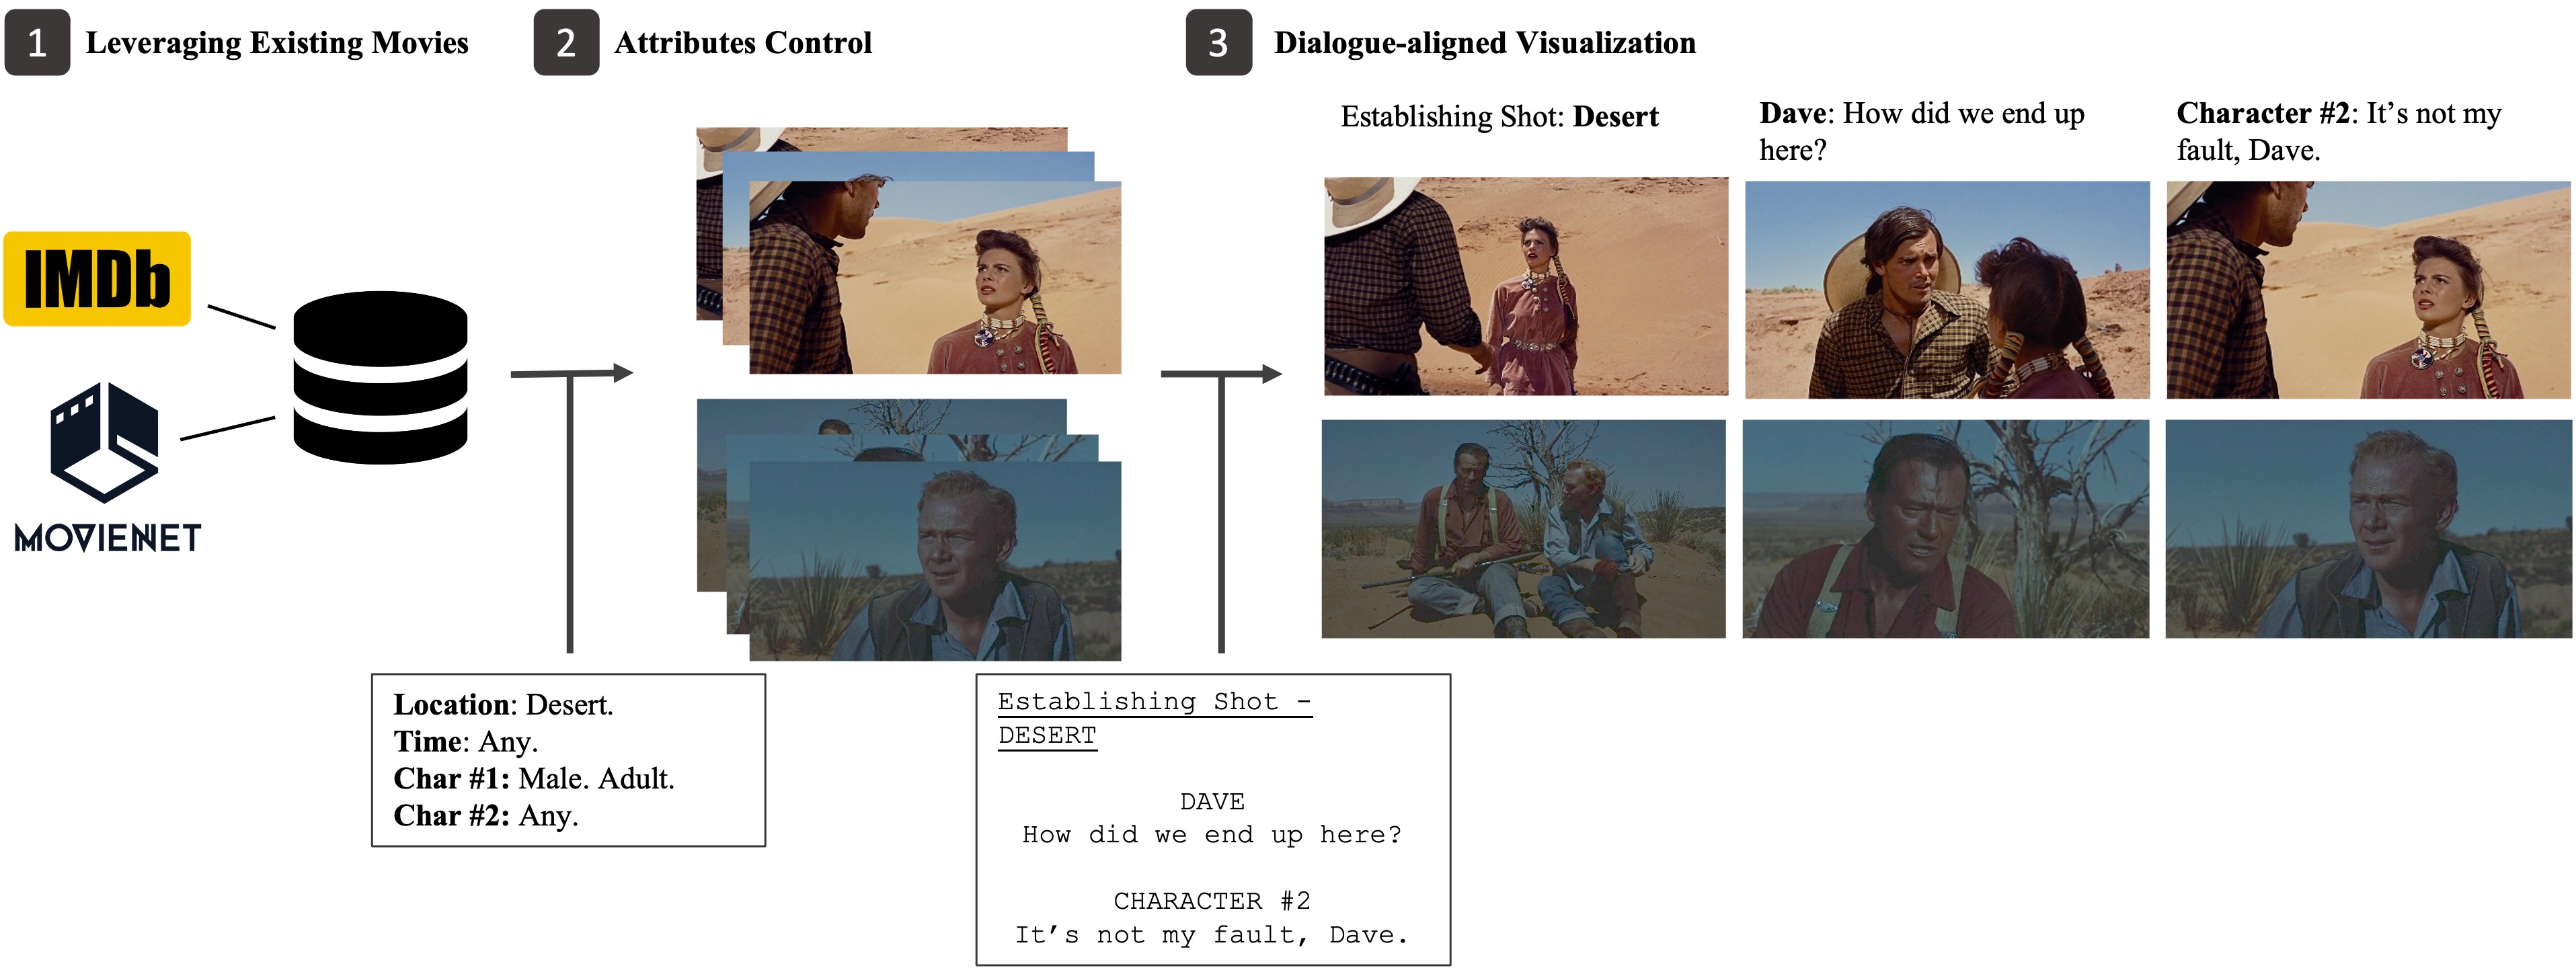 1 Leveraging Existing Movies
2 Attributes Control
3 Dialogue-aligned Visualization
IMDb
MOVIENET
Location: Desert.
Time: Any.
Char #1: Male. Adult.
Char #2: Any.
Establishing Shot -
DESERT
DAVE
How did we end up here?
CHARACTER #2
It’s not my fault, Dave.
Establishing Shot: Desert
Dave: How did we end up
here?
Character #2: It’s not my
fault, Dave.